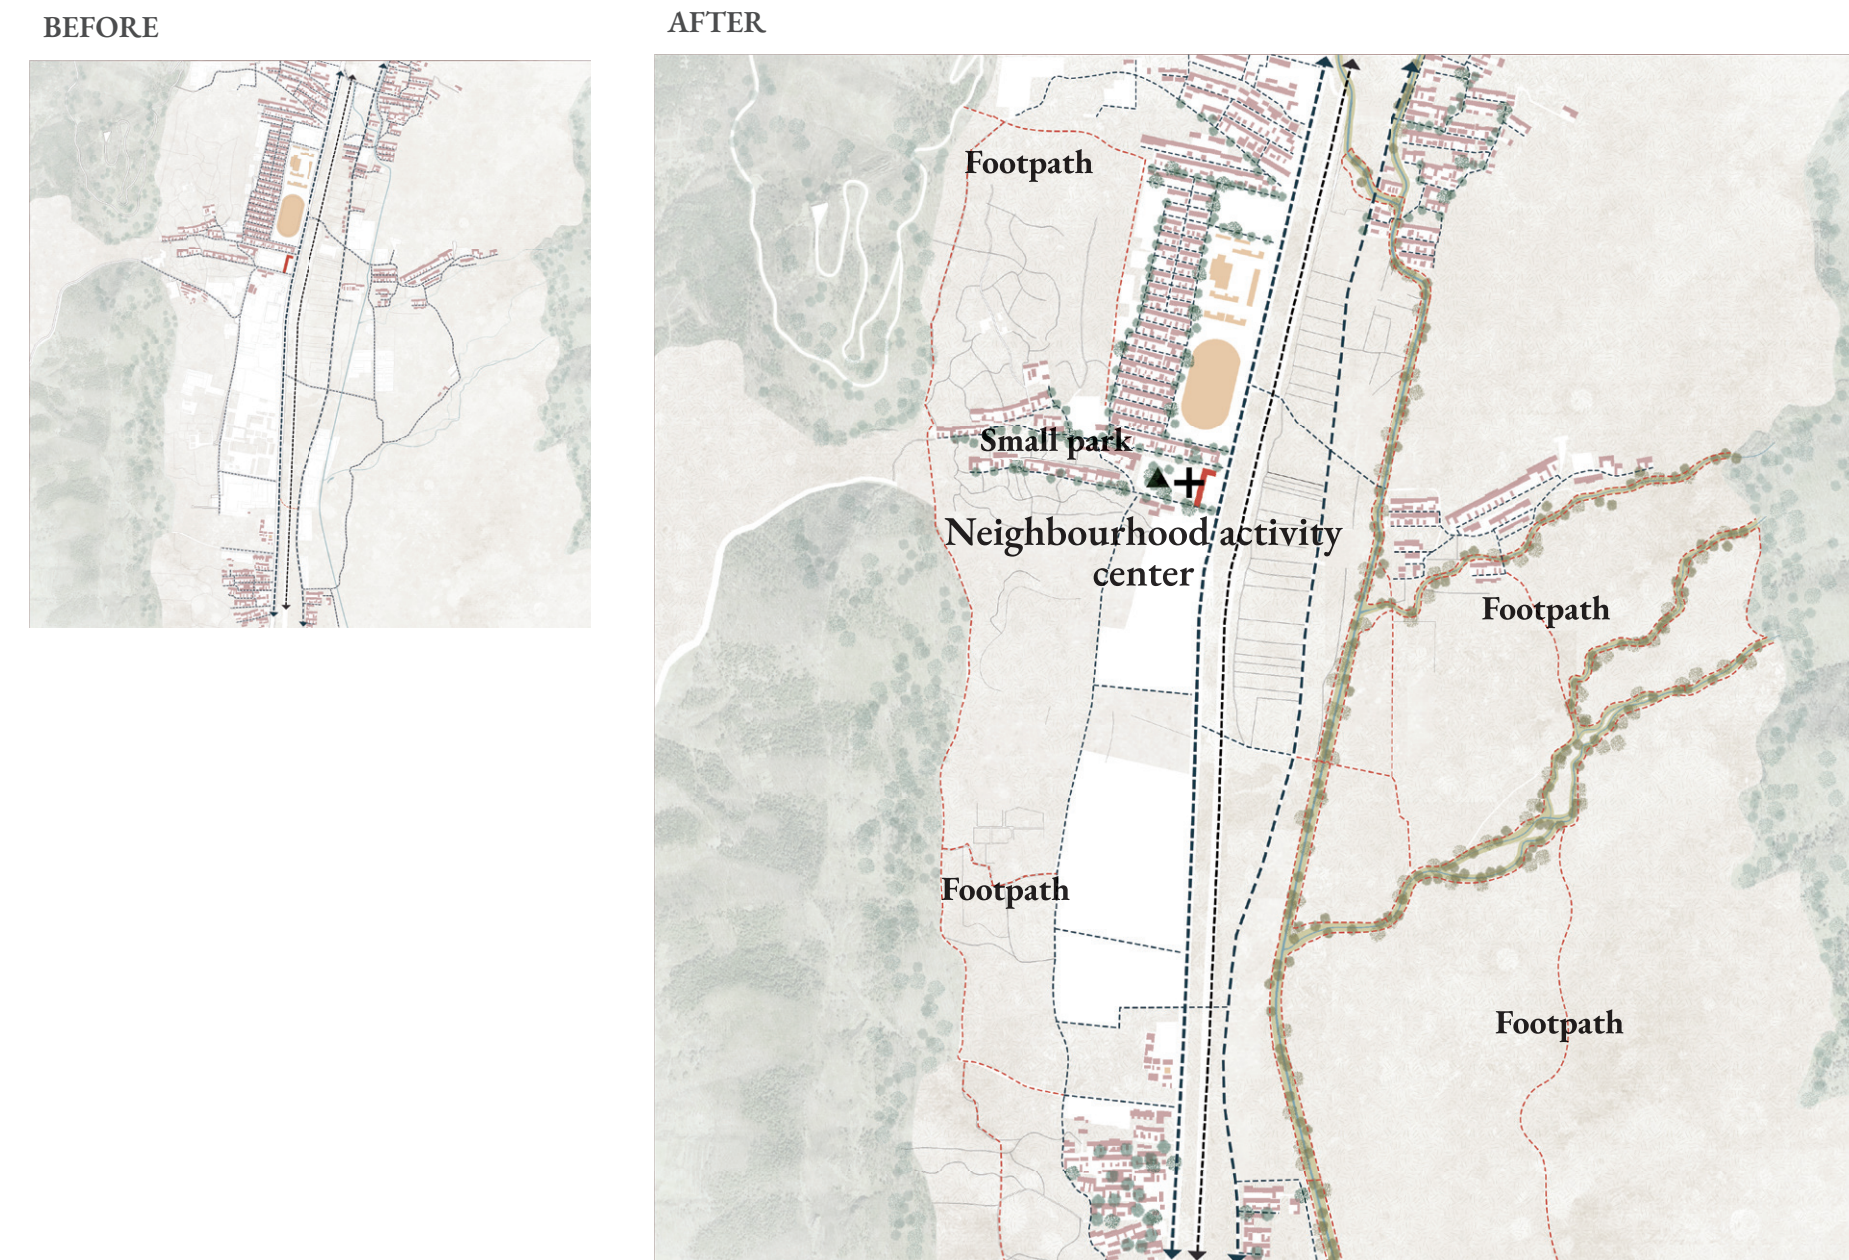 BEFORE
AFTER
Footpath
Small park
Neighbourhood activity
center
Footpath
Footpath
Footpath